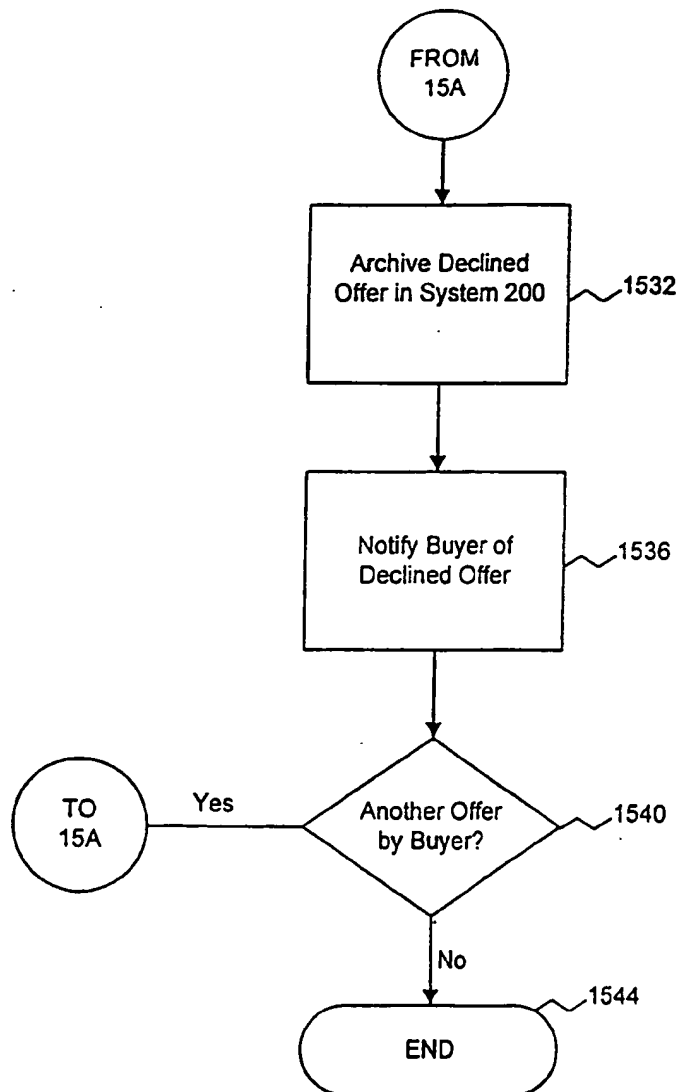 FROM
15A
Archive Declined
Offer in System 200
1532
Notify Buyer of
Declined Offer
1536
TO
15A
Yes
Another Offer
by Buyer?
1540
No
1544
END